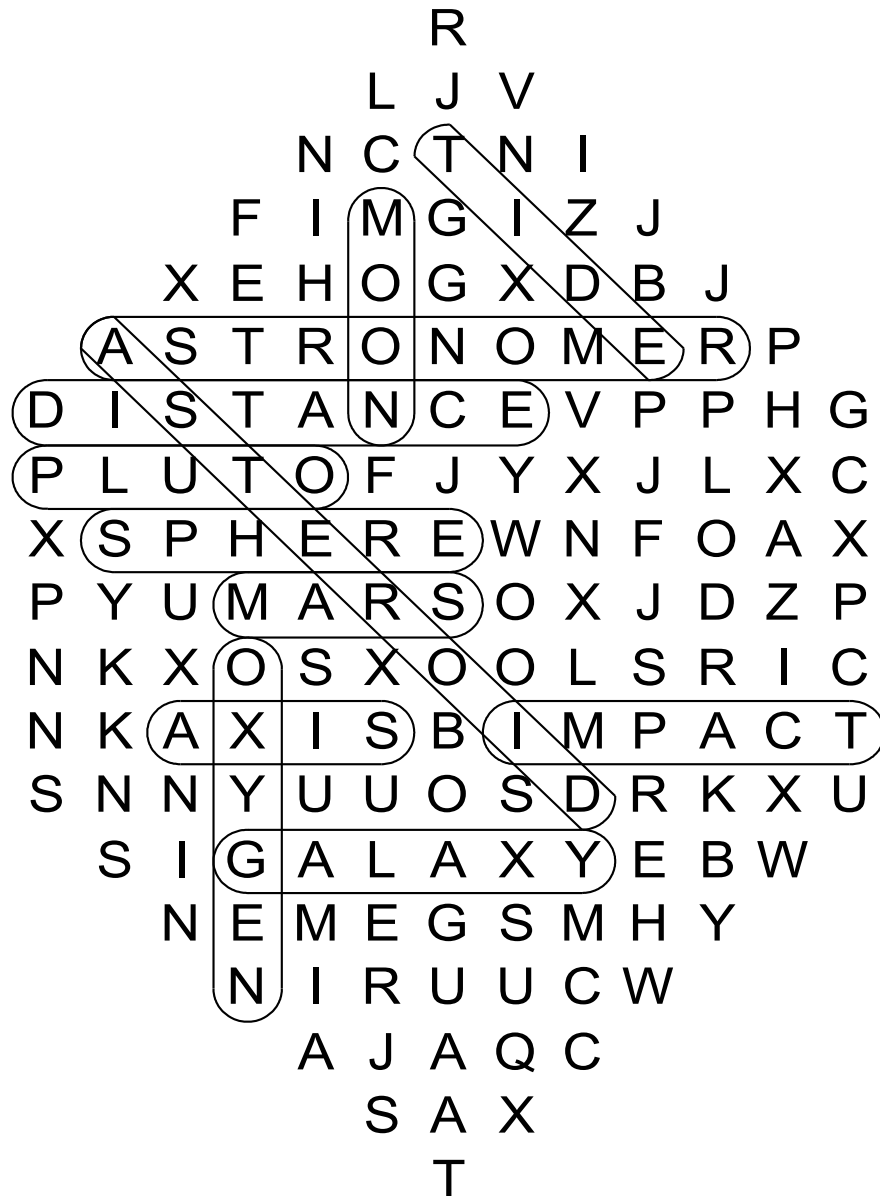 R
L J V
N C T N I
F I M G I Z J
X E H O G X D B J
A S T R O N O M E R P
D I S T A N C E V P P H G
P L U T O F J Y X J L X C
X S P H E R E W N F O A X
P Y U M A R S O X J D Z P
N K X O S X O O L S R I C
N K A X I S B I M P A C T
S N N Y U U O S D R K X U
S I G A L A X Y E B W
N E M E G S M H Y
N I R U U C W
A J A Q C
S A X
T